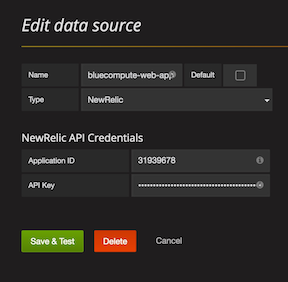 Edit data source
Name bluecompute-web-ap Default
Type NewRelic
NewRelic API Credentials
Application ID 31939678
API Key ••••••••••••••••••••••••••••••••••••••••
Save & Test Delete Cancel